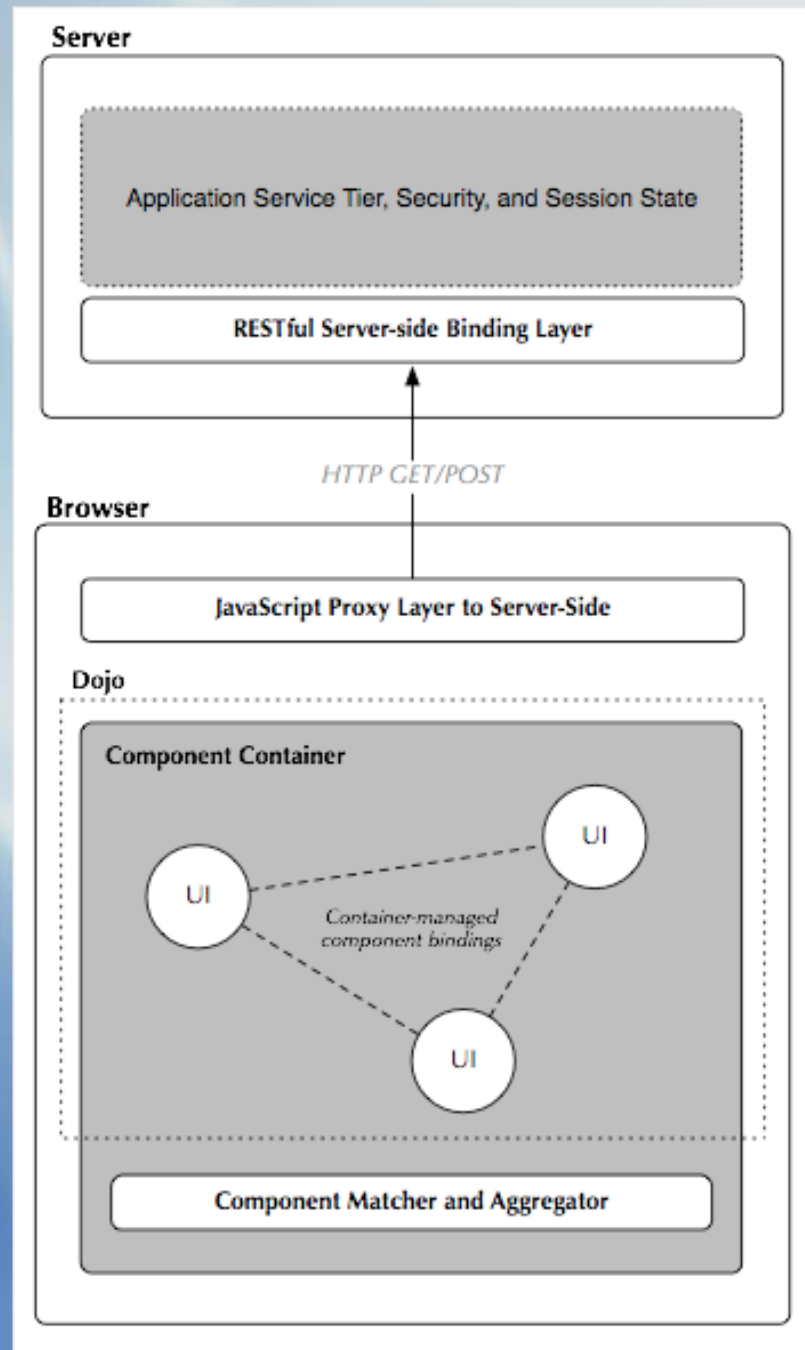 Server
Application Service Tier, Security, and Session State
RESTful Server-side Binding Layer
HTTP GET/POST
Browser
JavaScript Proxy Layer to Server-Side
Dojo
Component Container
UI
UI
Container-managed
component bindings
UI
Component Matcher and Aggregator